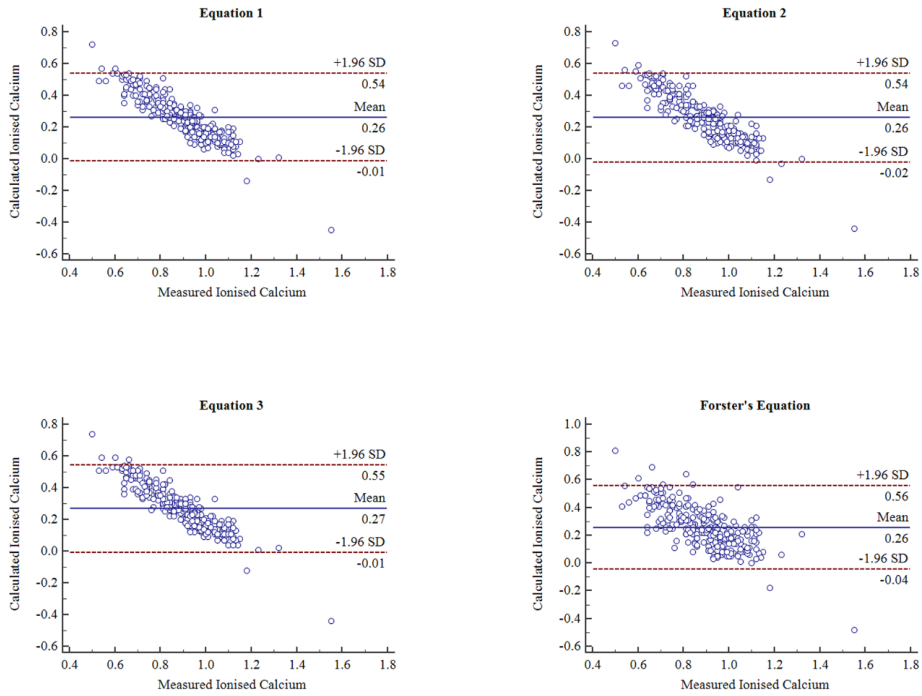 Equation 1
Calculated Ionised Calcium
0.8
0.6
0.4
0.2
0.0
-0.2
-0.4
-0.6
+1.96 SD
0.54
Mean
0.26
-1.96 SD
-0.01
0.4 0.6 0.8 1.0 1.2 1.4 1.6 1.8
Measured Ionised Calcium
Equation 2
Calculated Ionised Calcium
0.8
0.6
0.4
0.2
0.0
-0.2
-0.4
-0.6
+1.96 SD
0.54
Mean
0.26
-1.96 SD
-0.02
0.4 0.6 0.8 1.0 1.2 1.4 1.6 1.8
Measured Ionised Calcium
Equation 3
Calculated Ionised Calcium
0.8
0.6
0.4
0.2
0.0
-0.2
-0.4
-0.6
+1.96 SD
0.55
Mean
0.27
-1.96 SD
-0.01
0.4 0.6 0.8 1.0 1.2 1.4 1.6 1.8
Measured Ionised Calcium
Forster's Equation
Calculated Ionised Calcium
1.0
0.8
0.6
0.4
0.2
0.0
-0.2
-0.4
-0.6
+1.96 SD
0.56
Mean
0.26
-1.96 SD
-0.04
0.4 0.6 0.8 1.0 1.2 1.4 1.6 1.8
Measured Ionised Calcium